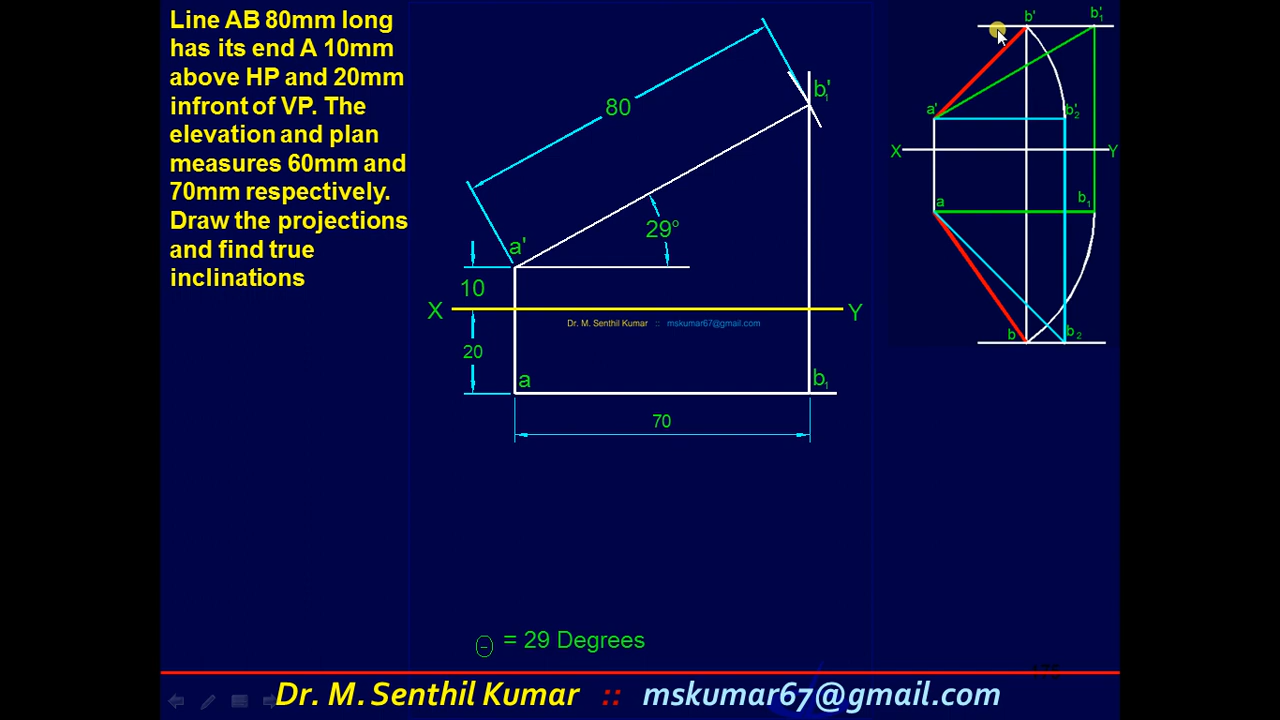 Line AB 80mm long
has its end A 10mm
above HP and 20mm
infront of VP. The
elevation and plan
measures 60mm and
70mm respectively.
Draw the projections
and find true
inclinations
80
b₁'
29°
a'
10
X
Y
Dr. M. Senthil Kumar :: mskumar67@gmail.com
20
a
b₁
70
⊖ = 29 Degrees
b'
b₁'
a'
b₂'
X
Y
a
b₁
b
b₂
175
Dr. M. Senthil Kumar :: mskumar67@gmail.com